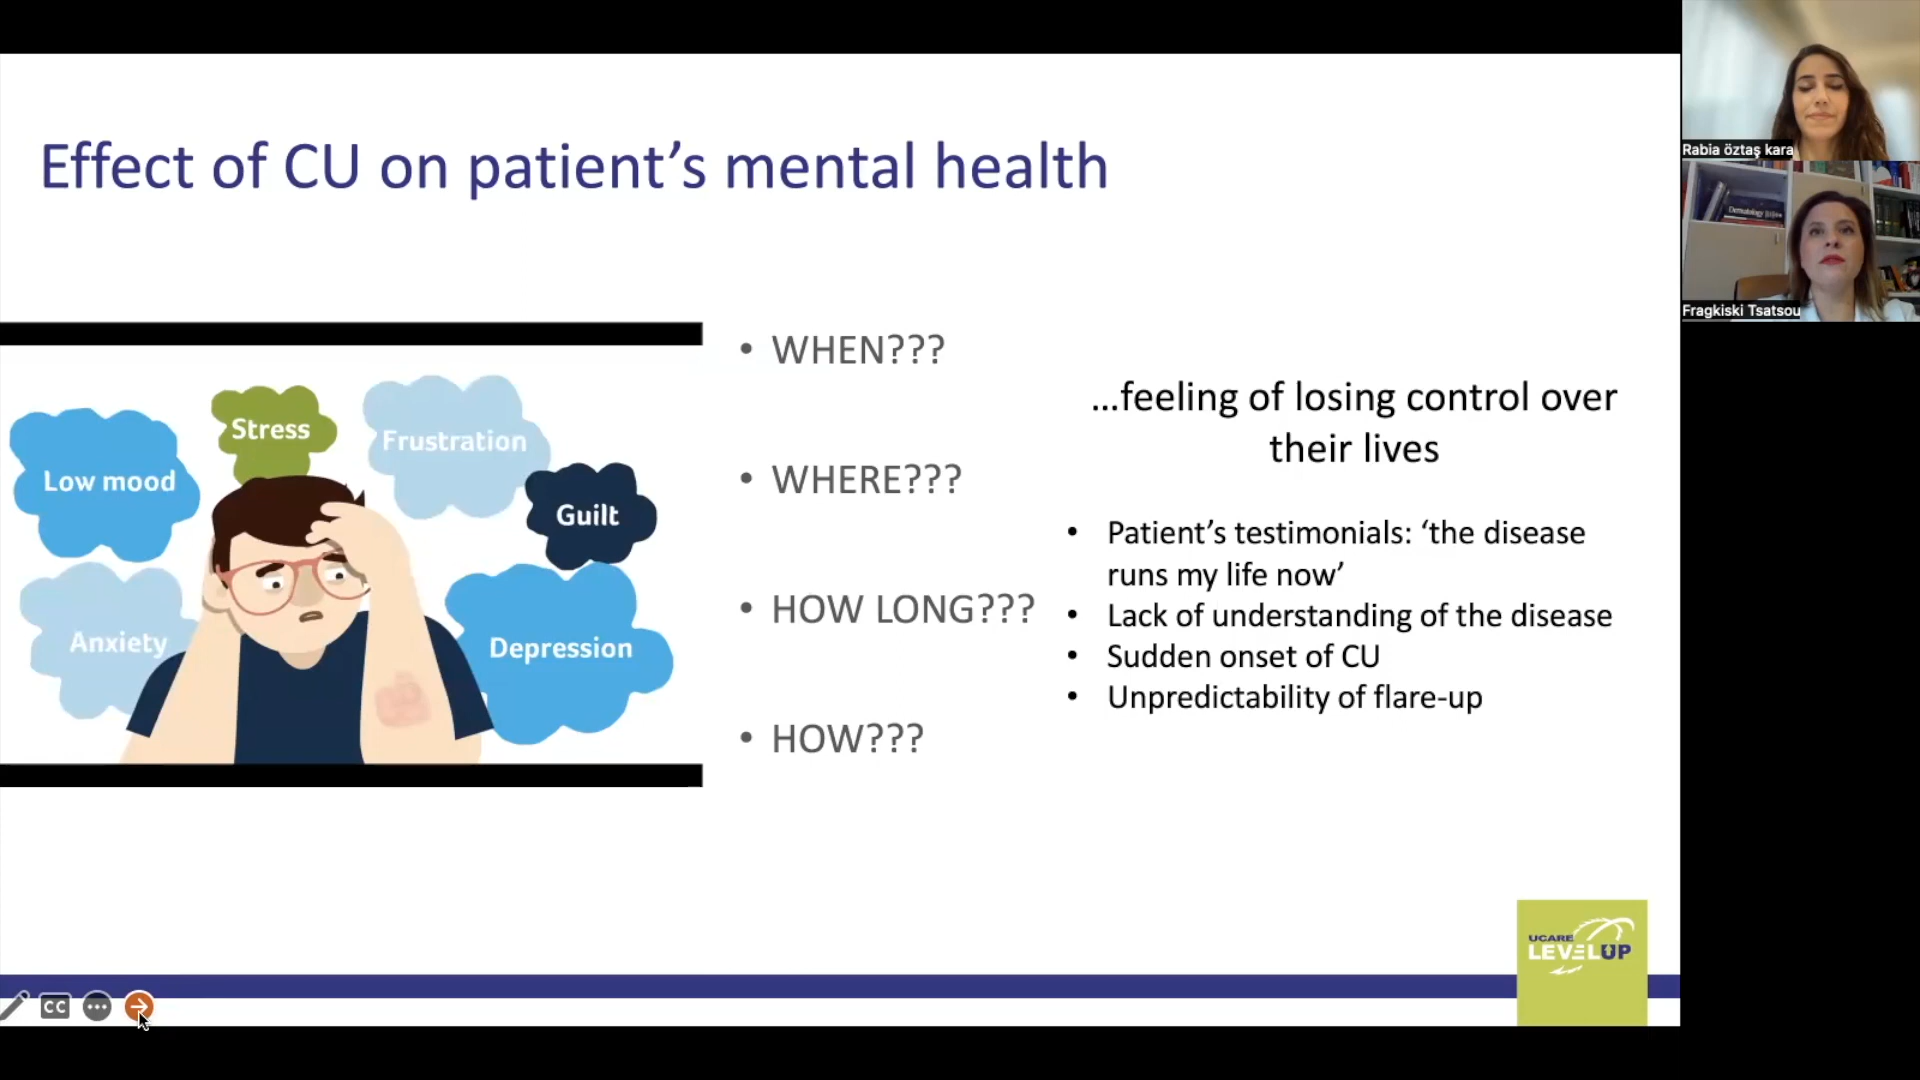 Effect of CU on patient’s mental health
Low mood
Stress
Frustration
Guilt
Anxiety
Depression
• WHEN???
• WHERE???
• HOW LONG???
• HOW???
...feeling of losing control over
their lives
• Patient’s testimonials: ‘the disease
runs my life now’
• Lack of understanding of the disease
• Sudden onset of CU
• Unpredictability of flare-up
UCARE
LEVELUP
CC
Rabia öztaş kara
Dermatology
Fragkiski Tsatsou